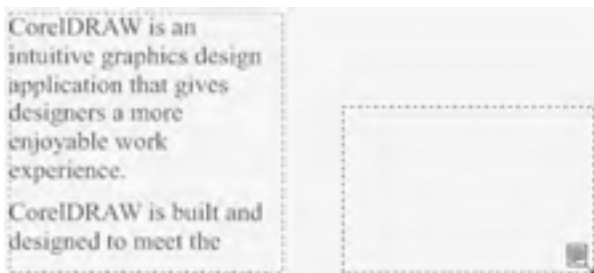 CorelDRAW is an
intuitive graphics design
application that gives
designers a more
enjoyable work
experience.
CorelDRAW is built and
designed to meet the